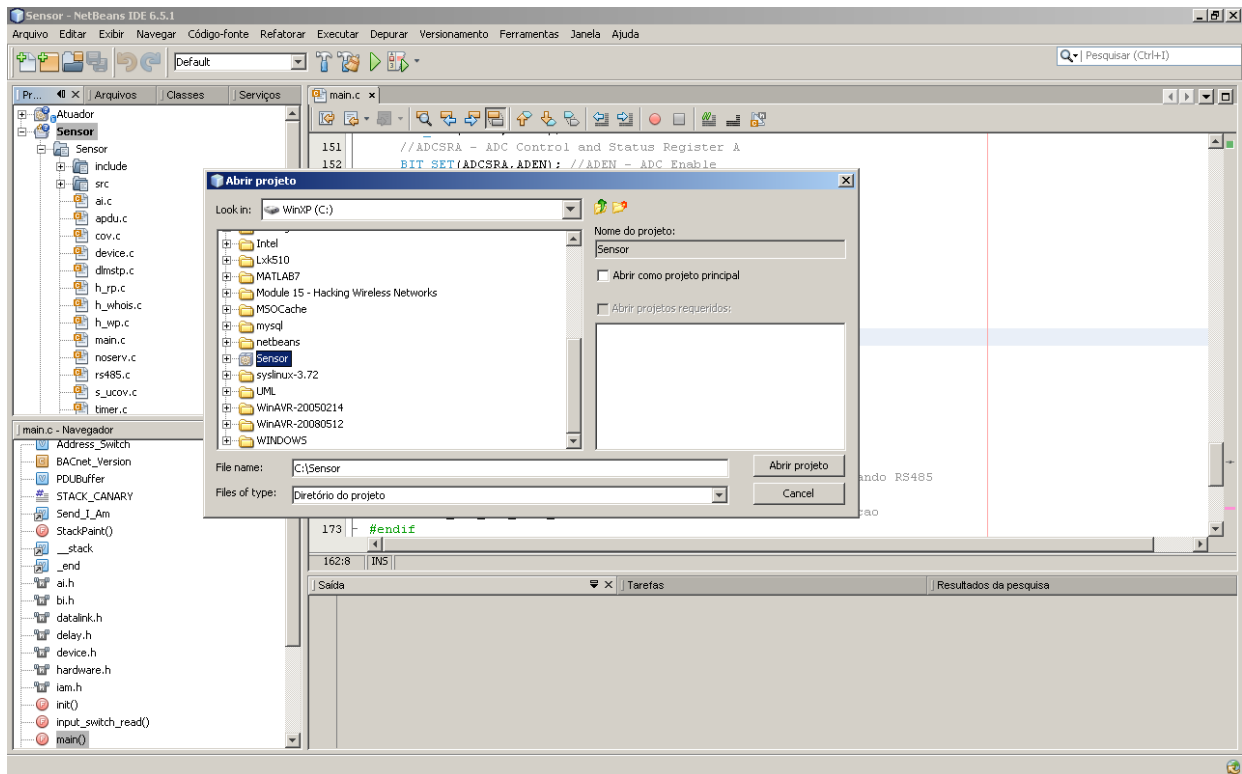 Sensor - NetBeans IDE 6.5.1
Arquivo Editar Exibir Navegar Código-fonte Refatorar Executar Depurar Versionamento Ferramentas Janela Ajuda
Default
Pesquisar (Ctrl+I)
Pr... Arquivos Classes Serviços
main.c
Atuador
Sensor
Sensor
include
src
ai.c
apdu.c
cov.c
device.c
dlmstp.c
h_rp.c
h_whois.c
h_wp.c
main.c
noserv.c
rs485.c
s_ucov.c
timer.c
151 //ADCSRA - ADC Control and Status Register A
152 BIT_SET(ADCSRA,ADEN); //ADEN - ADC Enable
Abrir projeto
Look in: WinXP (C:)
Intel
Lxk510
MATLAB7
Module 15 - Hacking Wireless Networks
MSOCache
mysql
netbeans
Sensor
syslinux-3.72
UML
WinAVR-20050214
WinAVR-20080512
WINDOWS
Nome do projeto:
Sensor
Abrir como projeto principal
Abrir projetos requeridos:
File name: C:\Sensor
Abrir projeto
Files of type: Diretório do projeto
Cancel
ando RS485
cao
173 #endif
162:8 INS
main.c - Navegador
Address_Switch
BACnet_Version
PDUBuffer
STACK_CANARY
Send_I_Am
StackPaint()
__stack
_end
ai.h
bi.h
datalink.h
delay.h
device.h
hardware.h
iam.h
init()
input_switch_read()
main()
Saída Tarefas Resultados da pesquisa